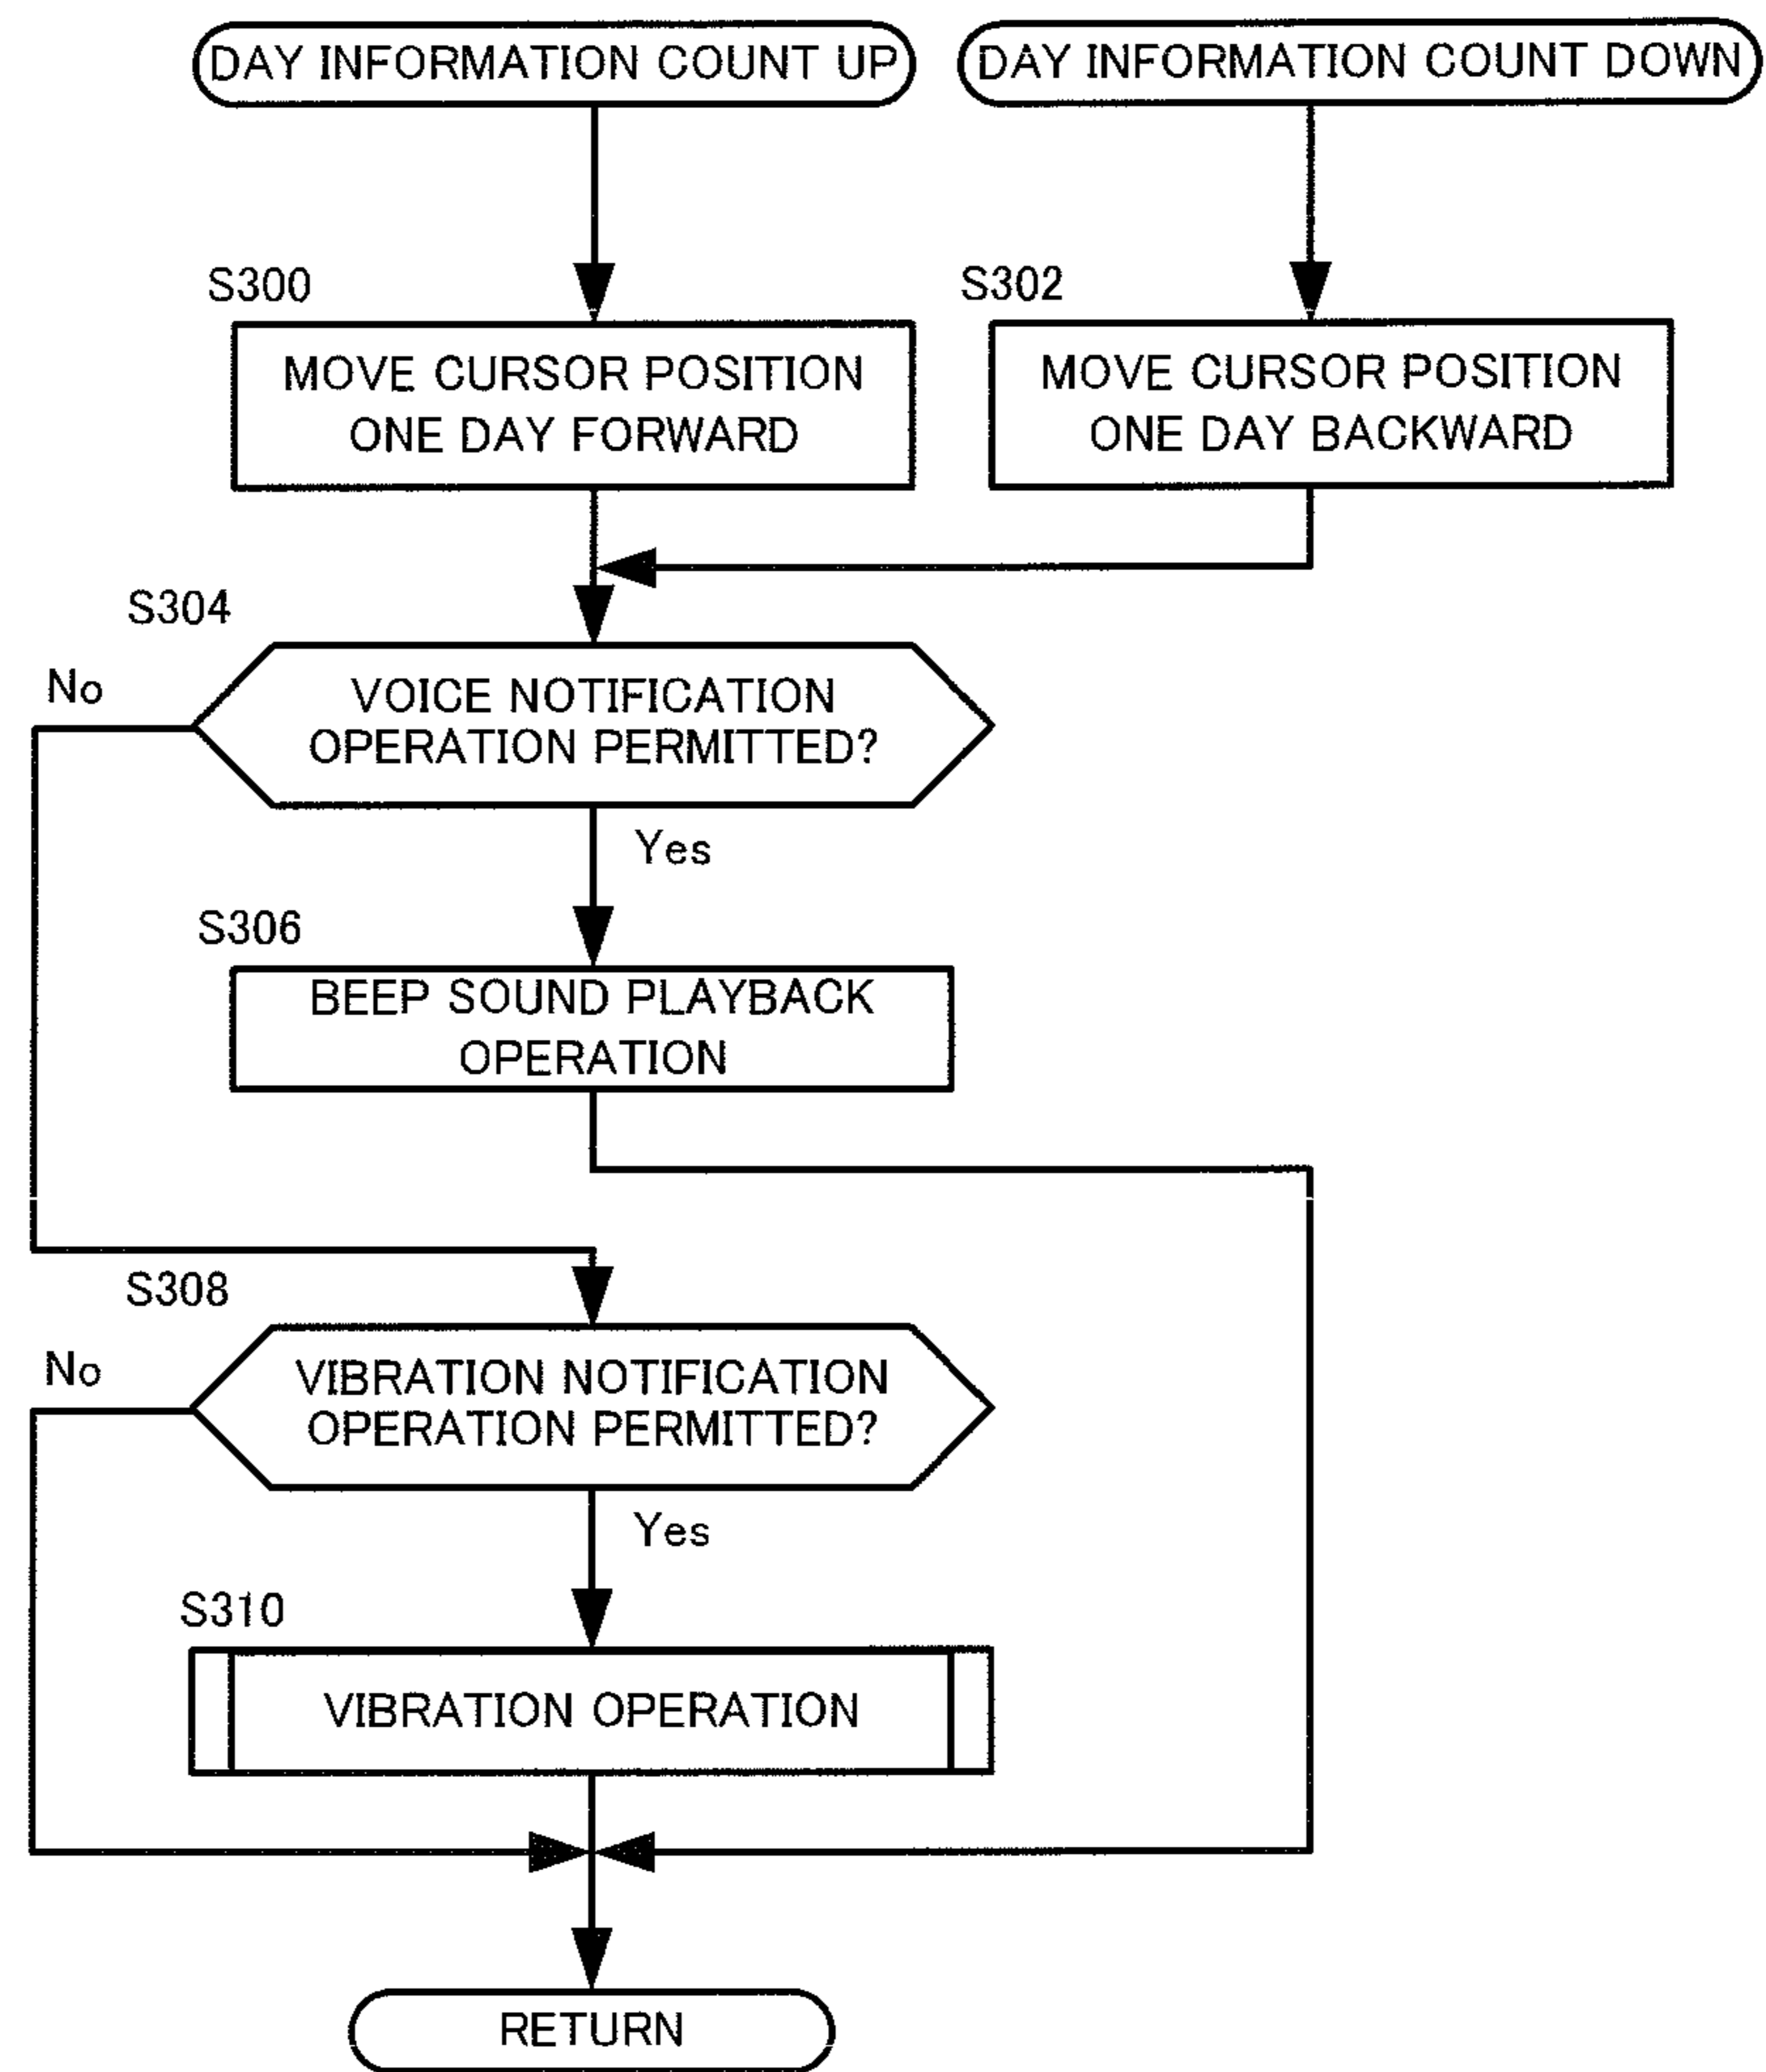 DAY INFORMATION COUNT UP
DAY INFORMATION COUNT DOWN
S300
MOVE CURSOR POSITION
ONE DAY FORWARD
S302
MOVE CURSOR POSITION
ONE DAY BACKWARD
S304
No
VOICE NOTIFICATION
OPERATION PERMITTED?
Yes
S306
BEEP SOUND PLAYBACK
OPERATION
S308
No
VIBRATION NOTIFICATION
OPERATION PERMITTED?
Yes
S310
VIBRATION OPERATION
RETURN